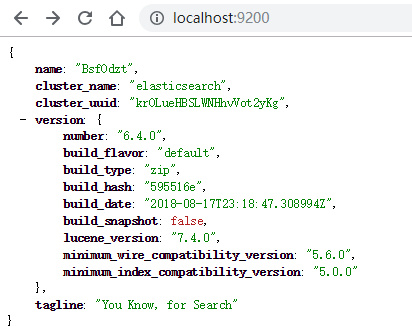 localhost:9200
{
name: "BsfOdzt",
cluster_name: "elasticsearch",
cluster_uuid: "krOLueHBSLWNHhvVot2yKg",
- version: {
number: "6.4.0",
build_flavor: "default",
build_type: "zip",
build_hash: "595516e",
build_date: "2018-08-17T23:18:47.308994Z",
build_snapshot: false,
lucene_version: "7.4.0",
minimum_wire_compatibility_version: "5.6.0",
minimum_index_compatibility_version: "5.0.0"
},
tagline: "You Know, for Search"
}